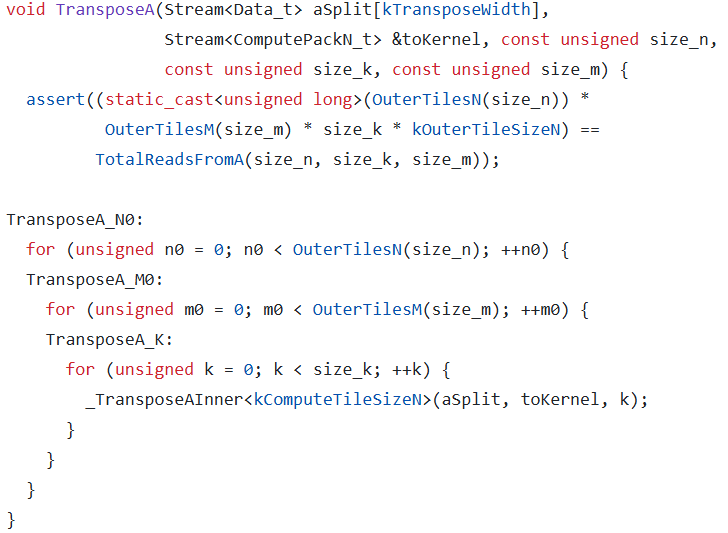 void TransposeA(Stream<Data_t> aSplit[kTransposeWidth],
                Stream<ComputePackN_t> &toKernel, const unsigned size_n,
                const unsigned size_k, const unsigned size_m) {
  assert((static_cast<unsigned long>(OuterTilesN(size_n)) *
          OuterTilesM(size_m) * size_k * kOuterTileSizeN) ==
         TotalReadsFromA(size_n, size_k, size_m));

TransposeA_N0:
  for (unsigned n0 = 0; n0 < OuterTilesN(size_n); ++n0) {
  TransposeA_M0:
    for (unsigned m0 = 0; m0 < OuterTilesM(size_m); ++m0) {
    TransposeA_K:
      for (unsigned k = 0; k < size_k; ++k) {
        _TransposeAInner<kComputeTileSizeN>(aSplit, toKernel, k);
      }
    }
  }
}